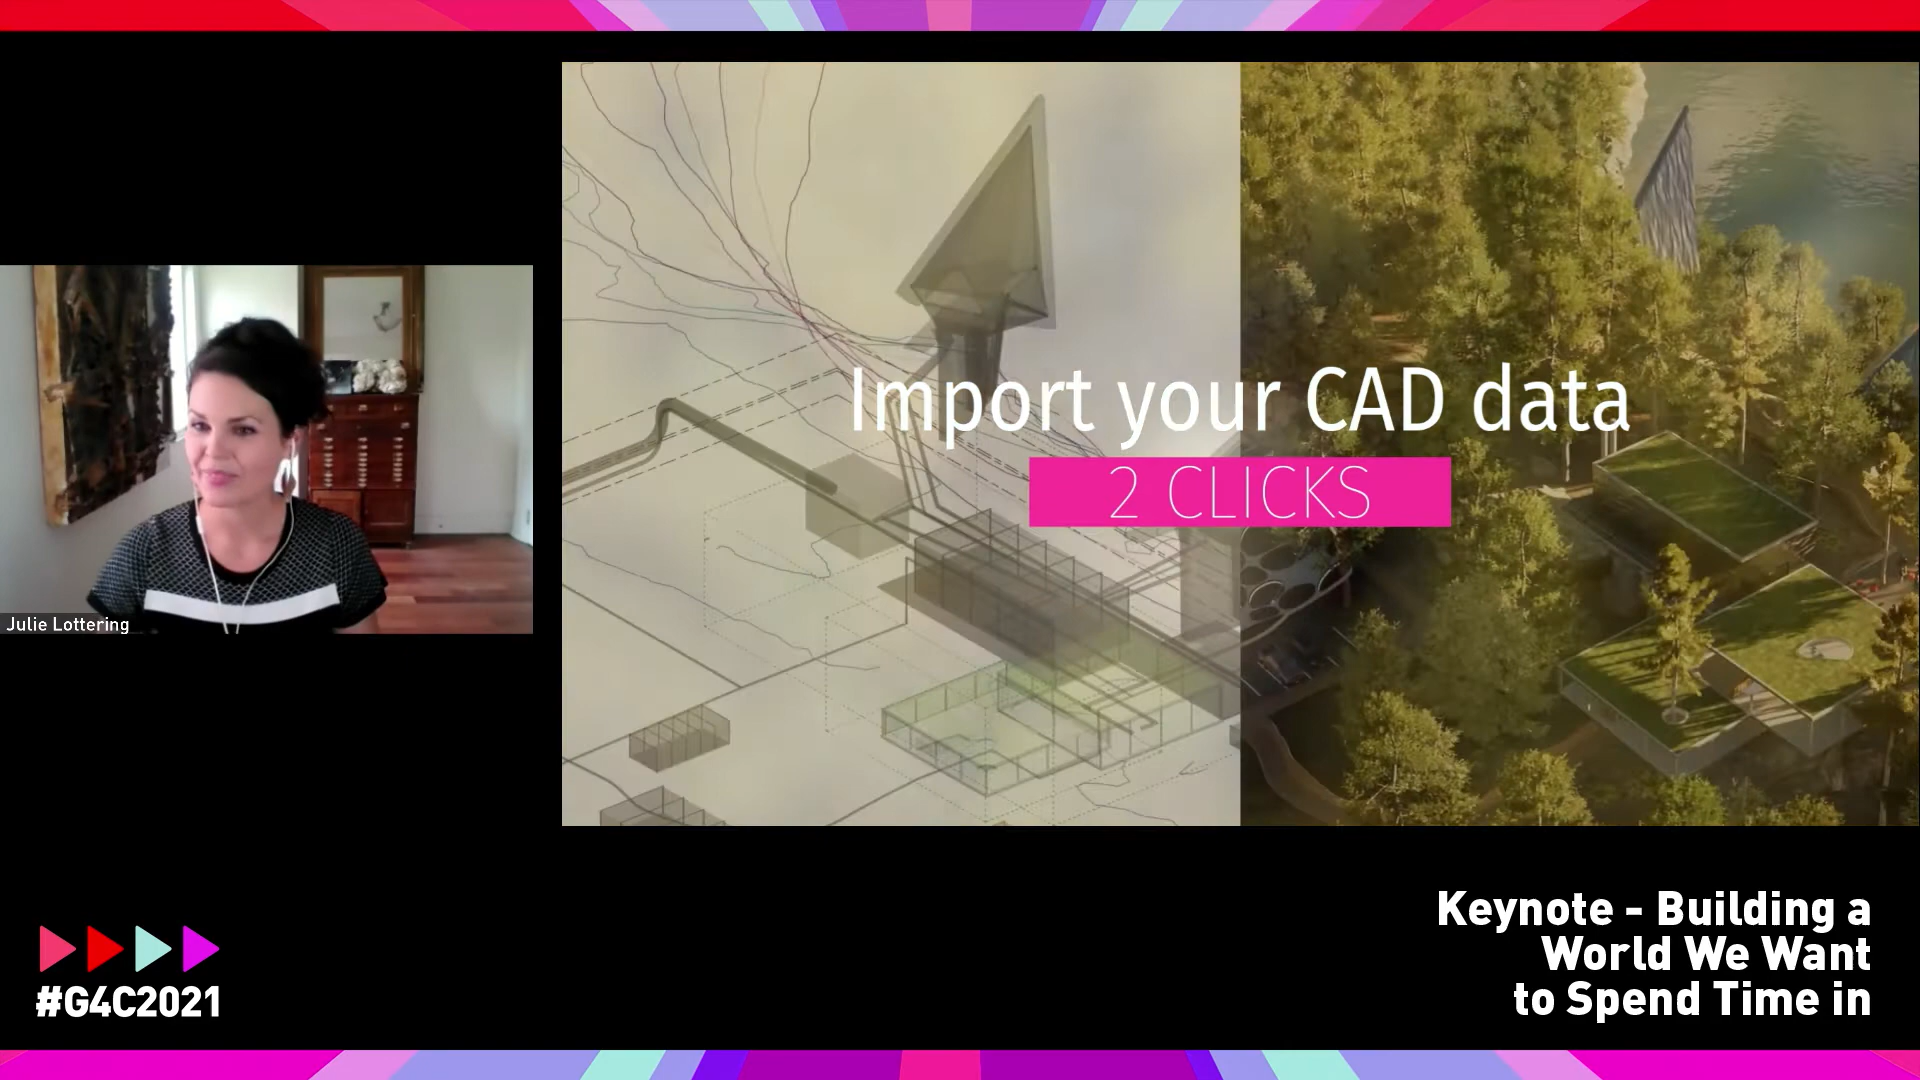 Import your CAD data
2 CLICKS
Julie Lottering
#G4C2021
Keynote - Building a
World We Want
to Spend Time in